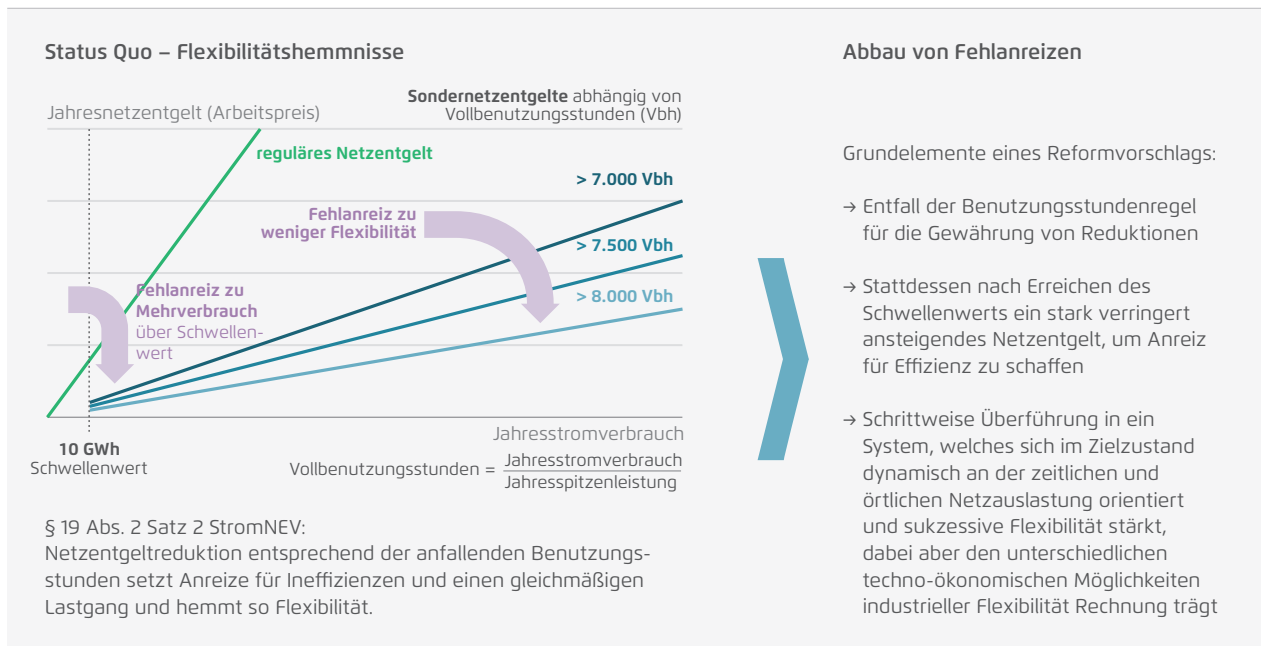 Status Quo – Flexibilitätshemmnisse
Jahresnetzentgelt (Arbeitspreis)
Sondernetzentgelte abhängig von
Vollbenutzungsstunden (Vbh)
reguläres Netzentgelt
> 7.000 Vbh
Fehlanreiz zu
weniger Flexibilität
> 7.500 Vbh
> 8.000 Vbh
Fehlanreiz zu
Mehrverbrauch
über Schwellen-
wert
10 GWh
Schwellenwert
Jahresstromverbrauch
Vollbenutzungsstunden = Jahresstromverbrauch
Jahresspitzenleistung
§ 19 Abs. 2 Satz 2 StromNEV:
Netzentgeltreduktion entsprechend der anfallenden Benutzungs-
stunden setzt Anreize für Ineffizienzen und einen gleichmäßigen
Lastgang und hemmt so Flexibilität.
Abbau von Fehlanreizen
Grundelemente eines Reformvorschlags:
→ Entfall der Benutzungsstundenregel
für die Gewährung von Reduktionen
→ Stattdessen nach Erreichen des
Schwellenwerts ein stark verringert
ansteigendes Netzentgelt, um Anreiz
für Effizienz zu schaffen
→ Schrittweise Überführung in ein
System, welches sich im Zielzustand
dynamisch an der zeitlichen und
örtlichen Netzauslastung orientiert
und sukzessive Flexibilität stärkt,
dabei aber den unterschiedlichen
techno-ökonomischen Möglichkeiten
industrieller Flexibilität Rechnung trägt